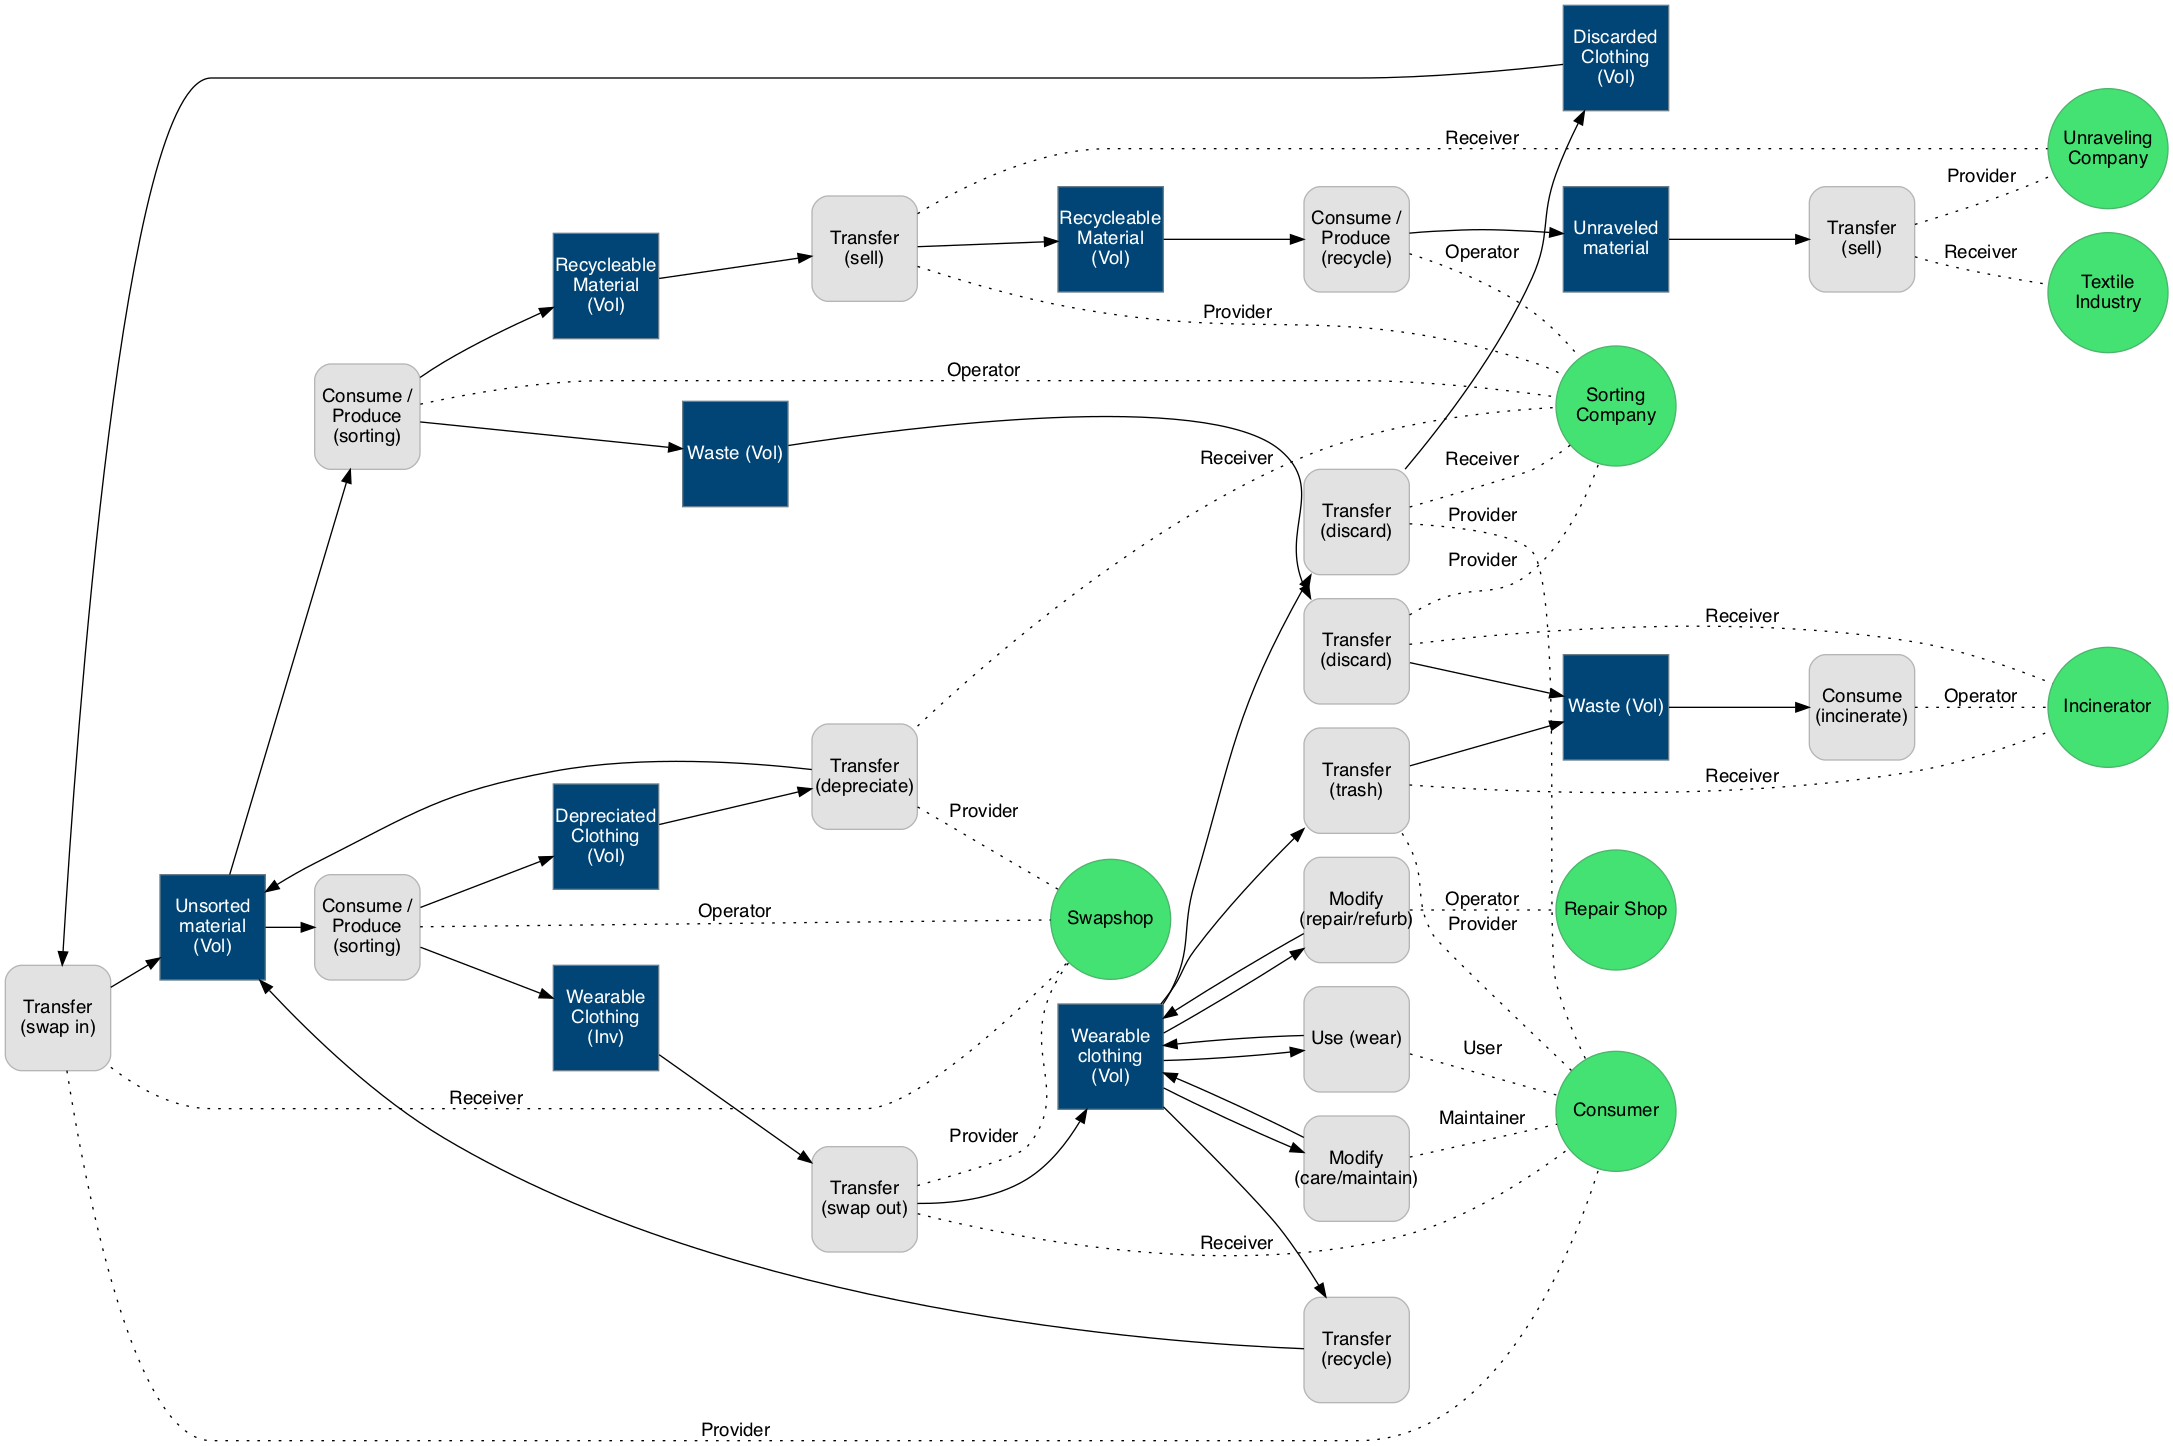 Discarded
Clothing
(Vol)
Unraveling
Company
Receiver
Provider
Recycleable
Material
(Vol)
Consume /
Produce
(recycle)
Unraveled
material
Transfer
(sell)
Transfer
(sell)
Operator
Receiver
Textile
Industry
Recycleable
Material
(Vol)
Provider
Consume /
Produce
(sorting)
Operator
Sorting
Company
Waste (Vol)
Receiver
Receiver
Transfer
(discard)
Provider
Provider
Transfer
(discard)
Receiver
Waste (Vol)
Consume
(incinerate)
Operator
Incinerator
Transfer
(depreciate)
Transfer
(trash)
Receiver
Depreciated
Clothing
(Vol)
Provider
Unsorted
material
(Vol)
Consume /
Produce
(sorting)
Operator
Swapshop
Modify
(repair/refurb)
Operator
Provider
Repair Shop
Transfer
(swap in)
Wearable
Clothing
(Inv)
Wearable
clothing
(Vol)
Use (wear)
User
Receiver
Consumer
Maintainer
Provider
Modify
(care/maintain)
Transfer
(swap out)
Receiver
Transfer
(recycle)
Provider